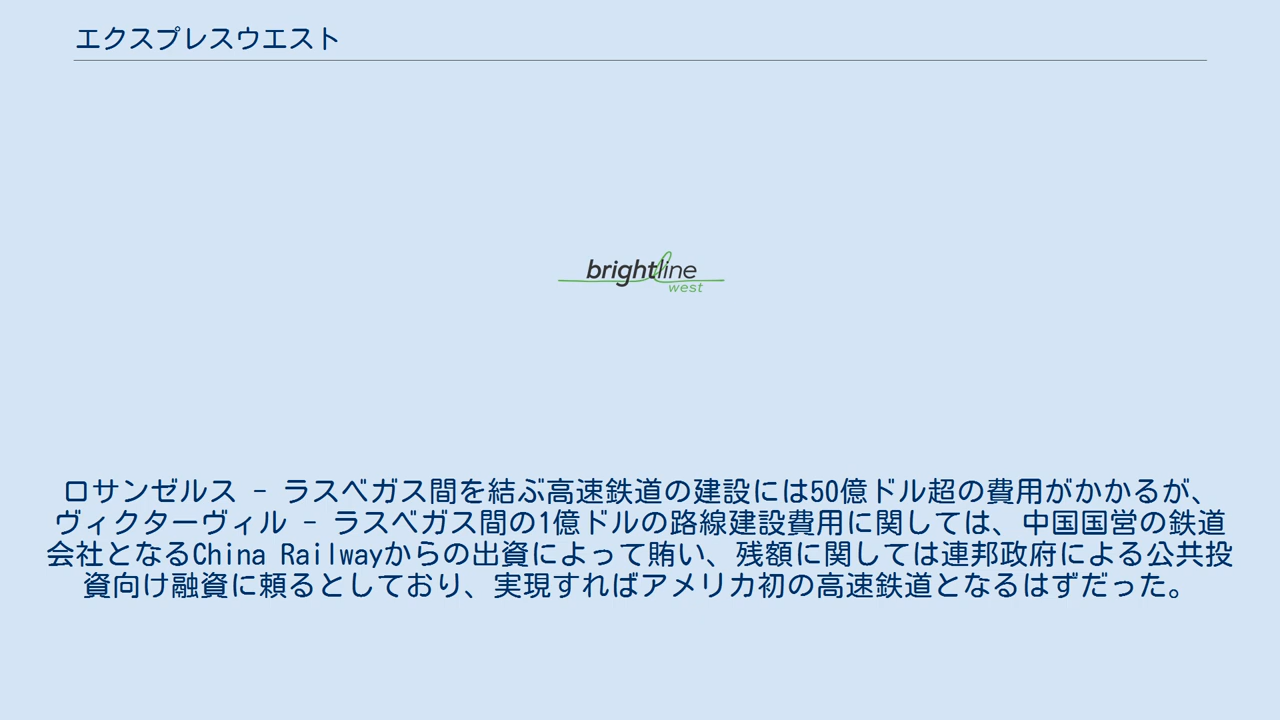 エクスプレスウエスト
brightline
west
ロサンゼルス － ラスベガス間を結ぶ高速鉄道の建設には50億ドル超の費用がかかるが、
ヴィクターヴィル － ラスベガス間の1億ドルの路線建設費用に関しては、中国国営の鉄道
会社となるChina Railwayからの出資によって賄い、残額に関しては連邦政府による公共投
資向け融資に頼るとしており、実現すればアメリカ初の高速鉄道となるはずだった。